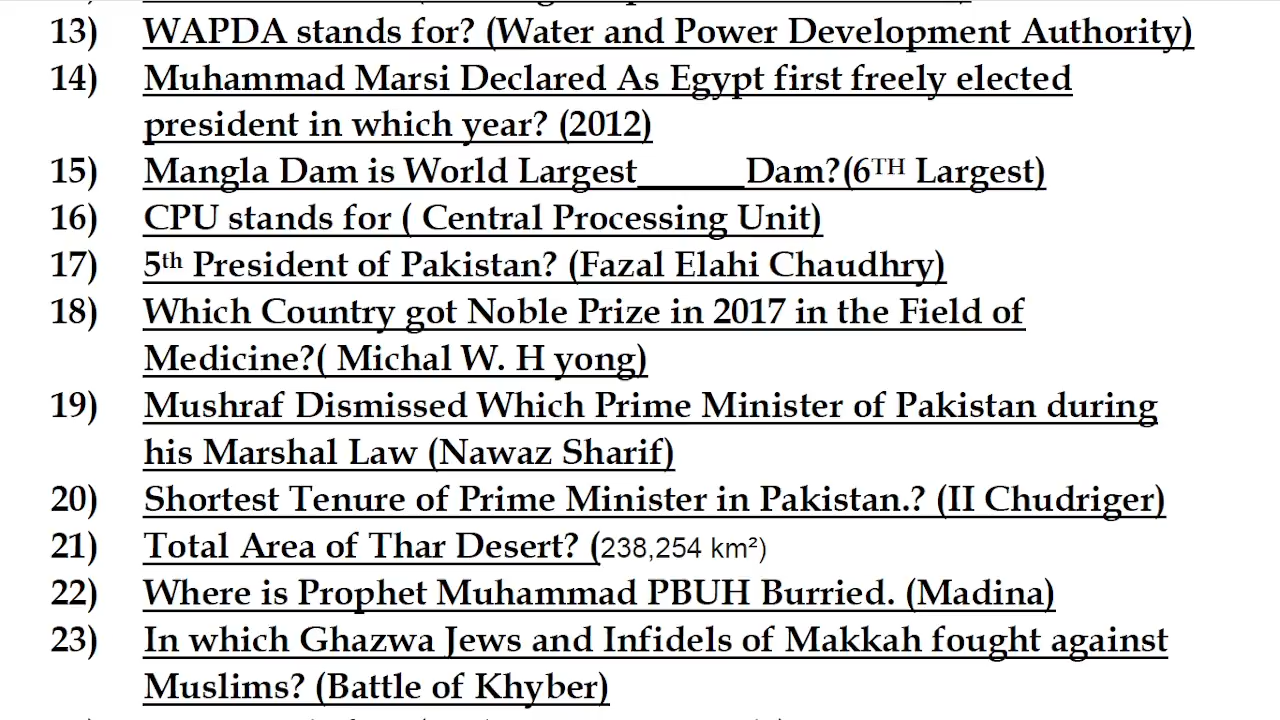 13) WAPDA stands for? (Water and Power Development Authority)
14) Muhammad Marsi Declared As Egypt first freely elected
president in which year? (2012)
15) Mangla Dam is World Largest______Dam?(6TH Largest)
16) CPU stands for ( Central Processing Unit)
17) 5th President of Pakistan? (Fazal Elahi Chaudhry)
18) Which Country got Noble Prize in 2017 in the Field of
Medicine?( Michal W. H yong)
19) Mushraf Dismissed Which Prime Minister of Pakistan during
his Marshal Law (Nawaz Sharif)
20) Shortest Tenure of Prime Minister in Pakistan.? (II Chudriger)
21) Total Area of Thar Desert? (238,254 km²)
22) Where is Prophet Muhammad PBUH Burried. (Madina)
23) In which Ghazwa Jews and Infidels of Makkah fought against
Muslims? (Battle of Khyber)